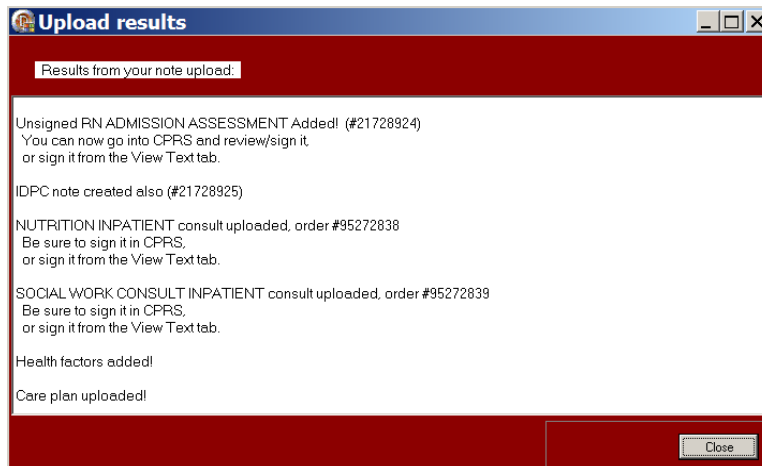 Upload results
Results from your note upload:
Unsigned RN ADMISSION ASSESSMENT Added! (#21728924)
You can now go into CPRS and review/sign it,
or sign it from the View Text tab.
IDPC note created also (#21728925)
NUTRITION INPATIENT consult uploaded, order #95272838
Be sure to sign it in CPRS,
or sign it from the View Text tab.
SOCIAL WORK CONSULT INPATIENT consult uploaded, order #95272839
Be sure to sign it in CPRS,
or sign it from the View Text tab.
Health factors added!
Care plan uploaded!
Close